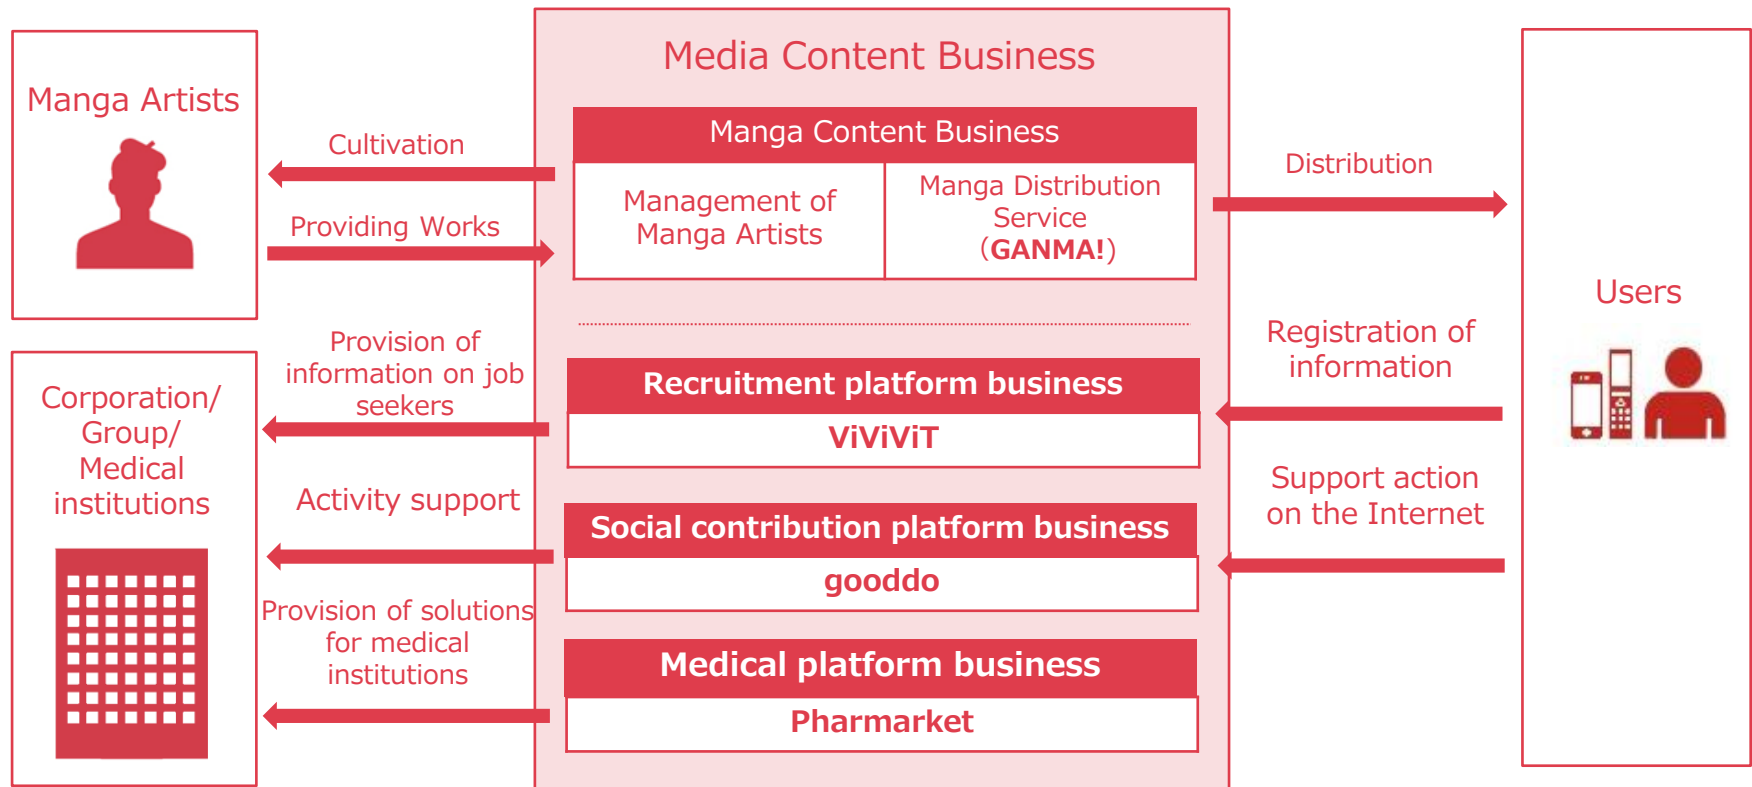 Media Content Business
Manga Artists
Cultivation
Providing Works
Manga Content Business
Management of
Manga Artists
Manga Distribution
Service
（GANMA!)
Distribution
Users
Corporation/
Group/
Medical
institutions
Provision of
information on job
seekers
Activity support
Provision of solutions
for medical
institutions
Recruitment platform business
ViViViT
Social contribution platform business
gooddo
Medical platform business
Pharmarket
Registration of
information
Support action
on the Internet